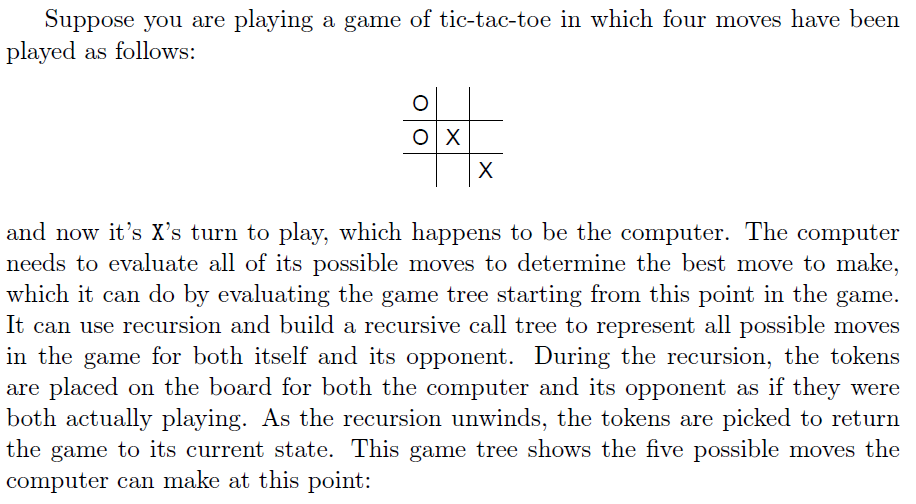 Suppose you are playing a game of tic-tac-toe in which four moves have been
played as follows:
O
O X
X
and now it's X's turn to play, which happens to be the computer. The computer
needs to evaluate all of its possible moves to determine the best move to make,
which it can do by evaluating the game tree starting from this point in the game.
It can use recursion and build a recursive call tree to represent all possible moves
in the game for both itself and its opponent. During the recursion, the tokens
are placed on the board for both the computer and its opponent as if they were
both actually playing. As the recursion unwinds, the tokens are picked to return
the game to its current state. This game tree shows the five possible moves the
computer can make at this point: